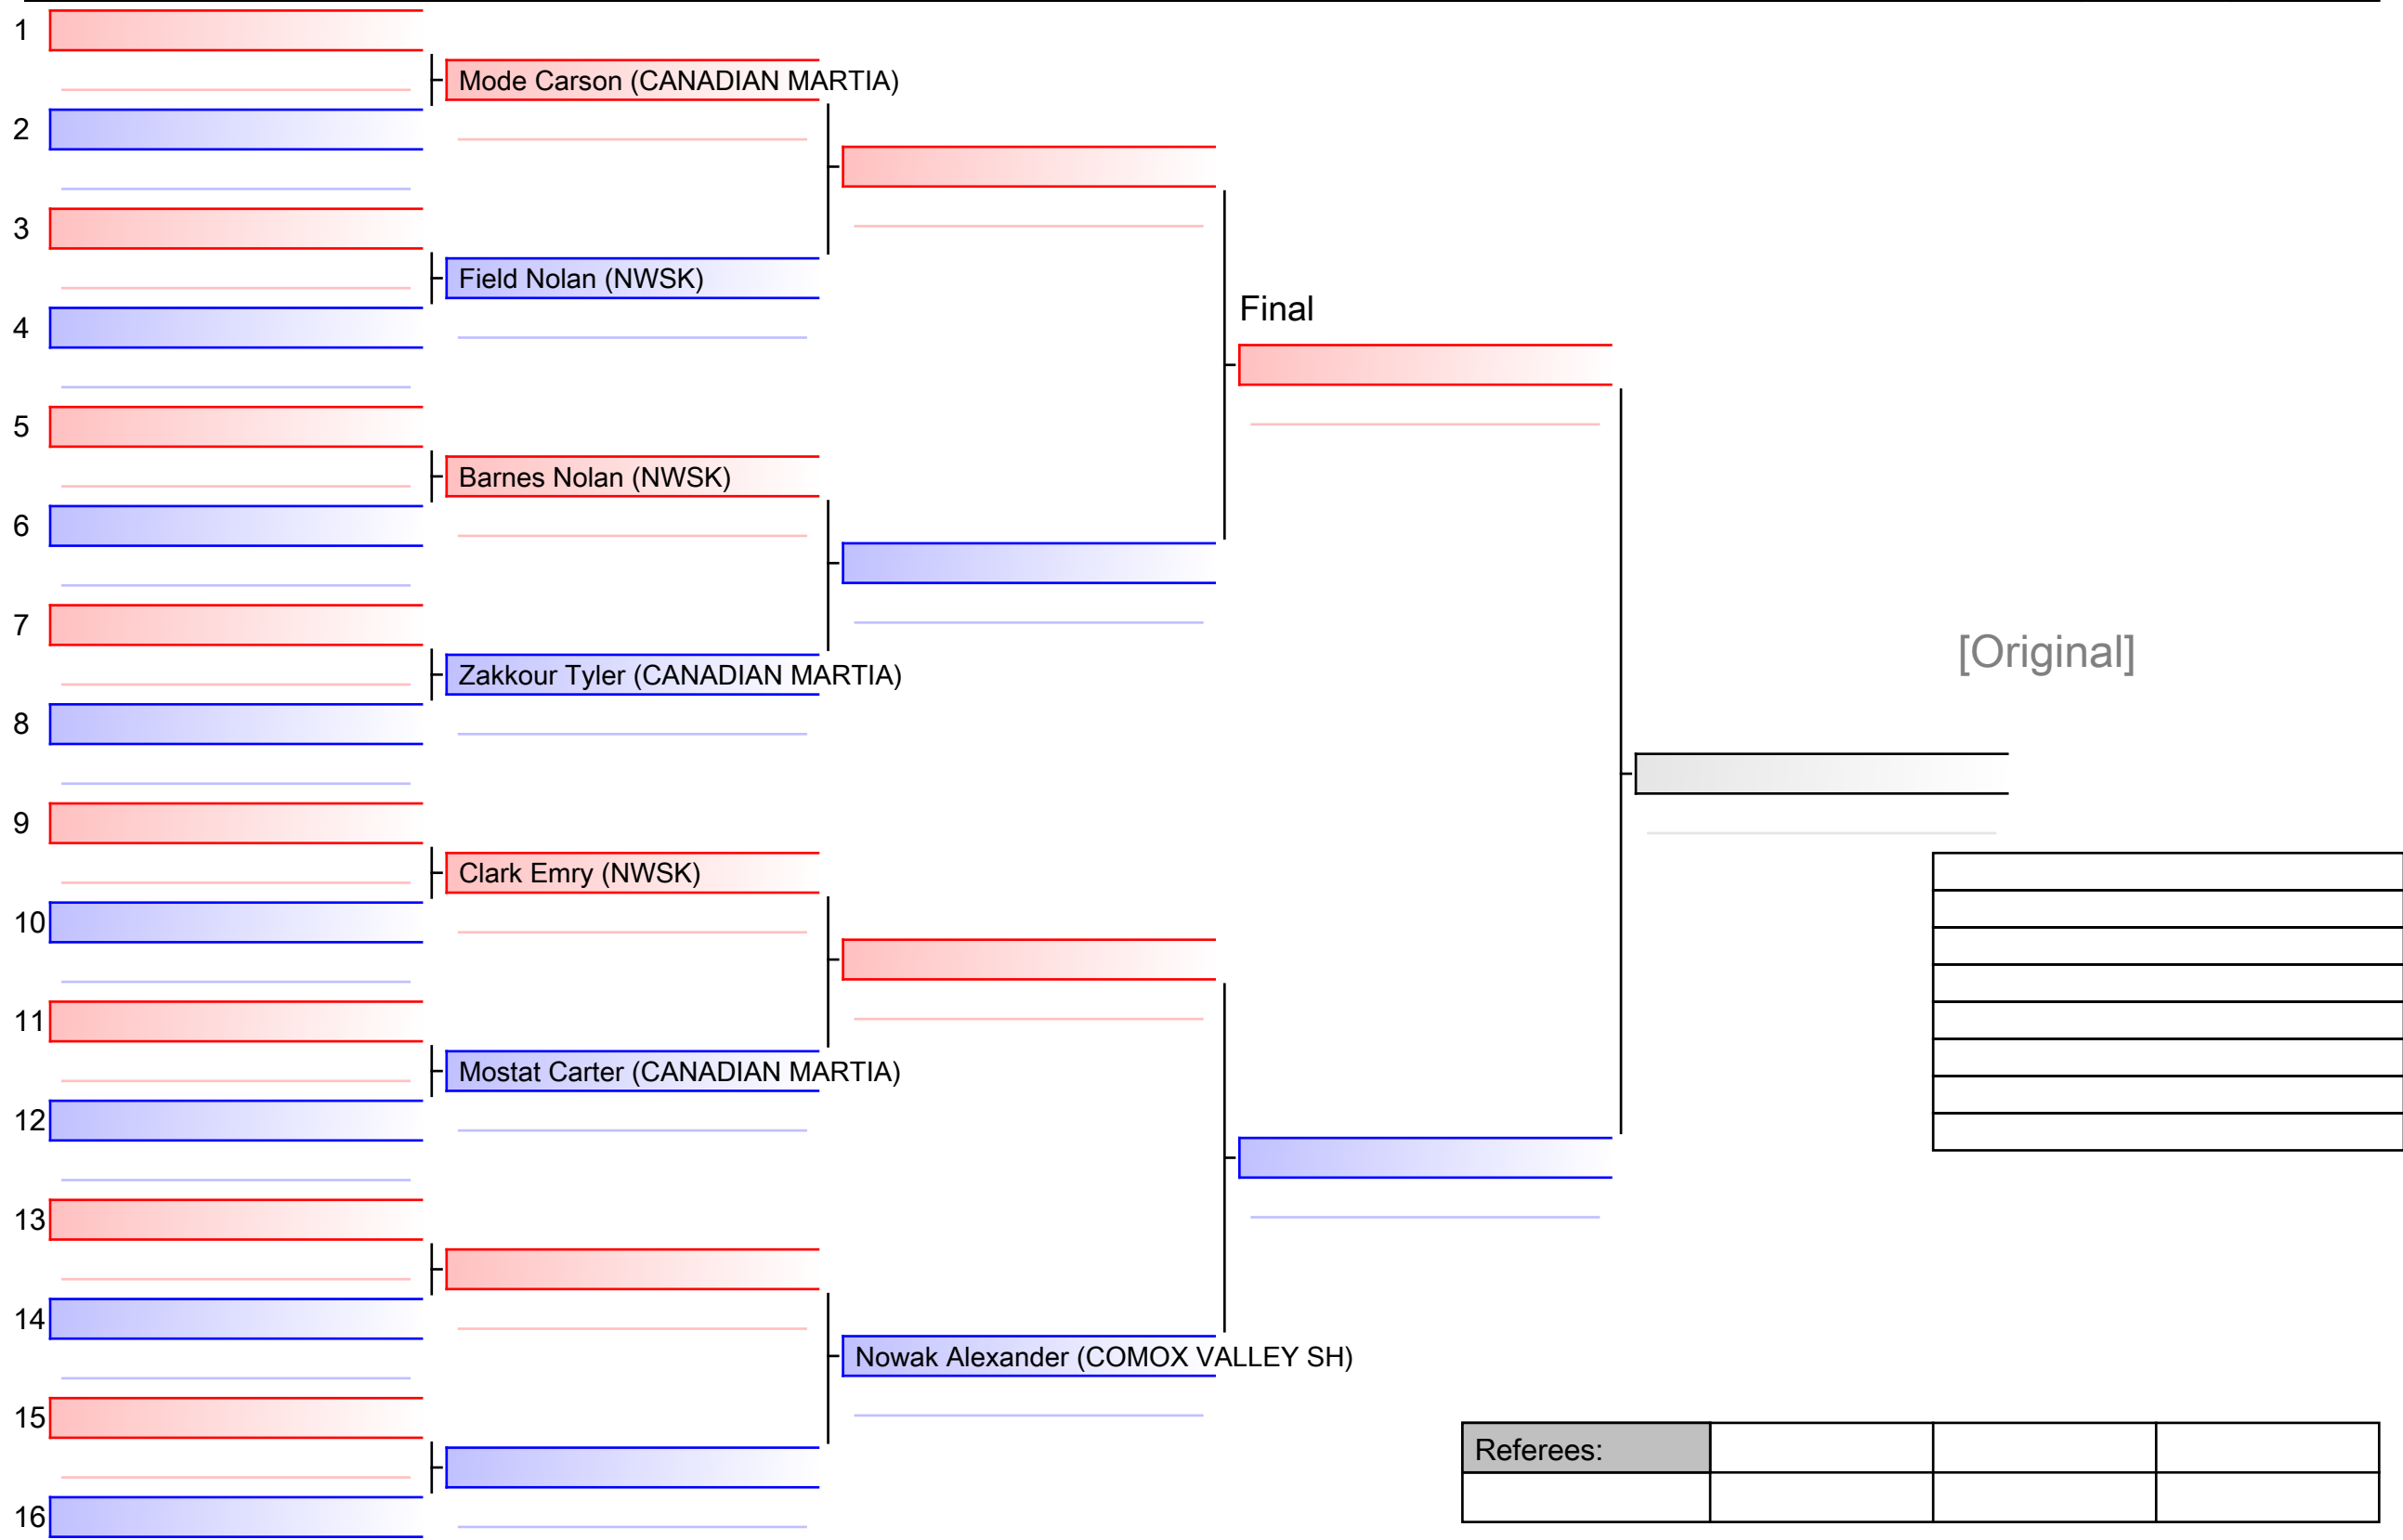 1
Mode Carson (CANADIAN MARTIA)
2
3
Field Nolan (NWSK)
Final
4
5
Barnes Nolan (NWSK)
6
7
[Original]
Zakkour Tyler (CANADIAN MARTIA)
8
9
Clark Emry (NWSK)
10
11
Mostat Carter (CANADIAN MARTIA)
12
13
14
Nowak Alexander (COMOX VALLEY SH)
15
Referees:
16